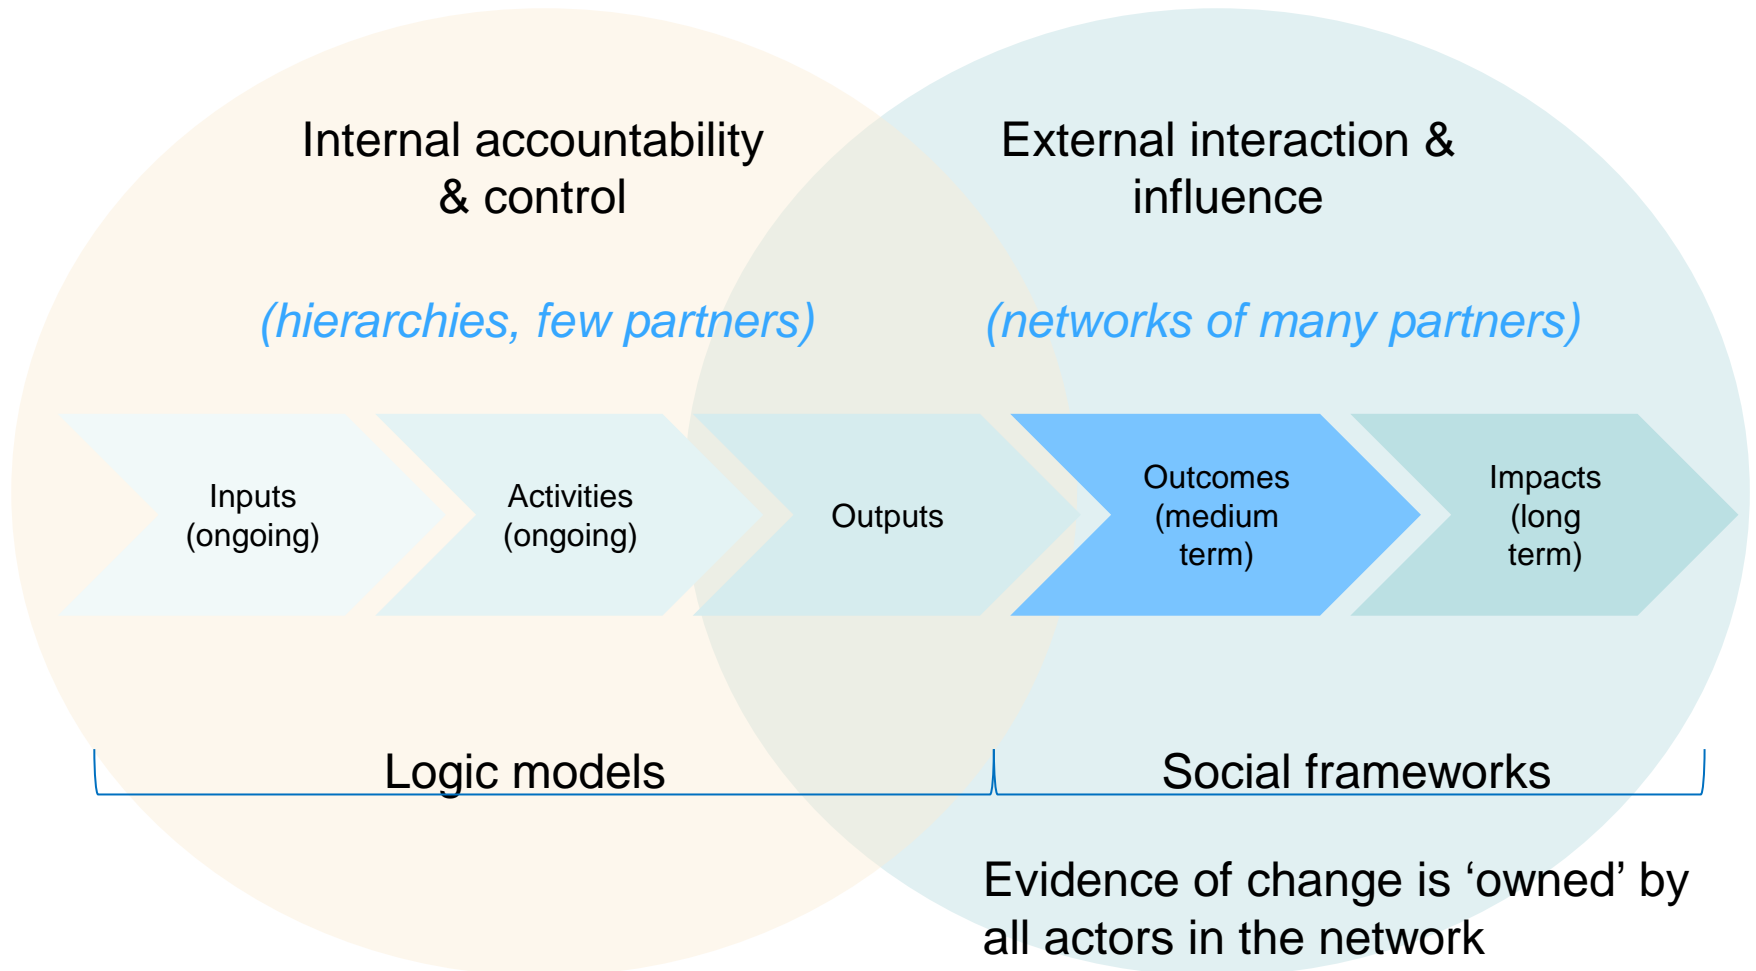 Internal accountability
& control
External interaction &
influence
(hierarchies, few partners)
(networks of many partners)
Inputs
(ongoing)
Activities
(ongoing)
Outputs
Outcomes
(medium
term)
Impacts
(long
term)
Logic models
Social frameworks
Evidence of change is ‘owned’ by
all actors in the network